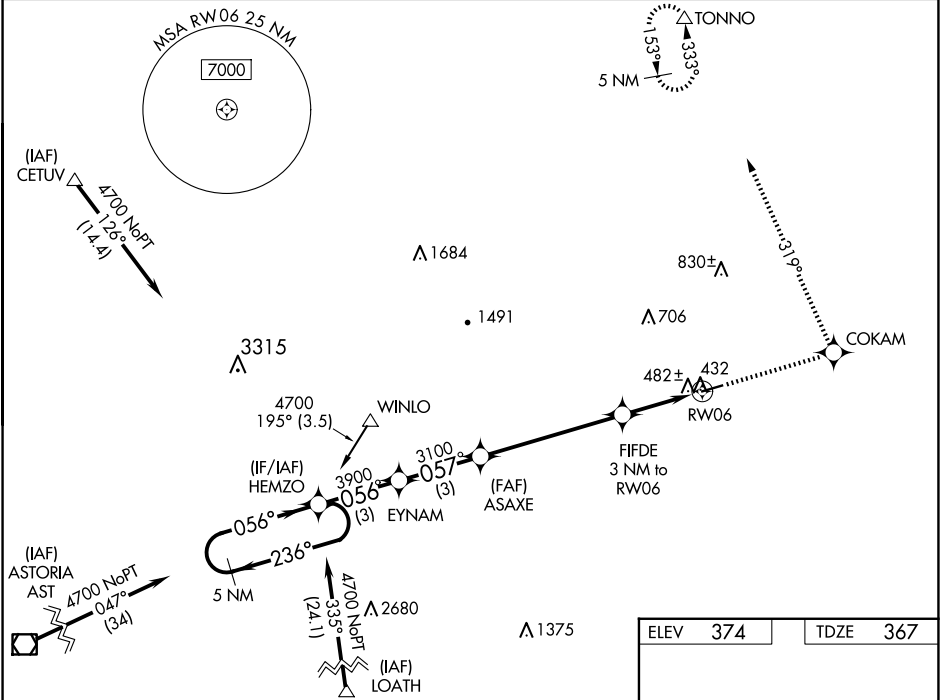 MSA RW06 25 NM
7000
TONNO
153°
333°
5 NM
(IAF)
CETUV
4700 NoPT
126°
(14.4)
1684
830±
319°
1491
706
COKAM
3315
482±
432
RW06
4700
195° (3.5)
WINLO
FIFDE
3 NM to
RW06
(IF/IAF)
HEMZO
3900
056°
(3)
3100
057°
(3)
(FAF)
ASAXE
EYNAM
056°
236°
5 NM
(IAF)
ASTORIA
AST
4700 NoPT
047°
(34)
4700 NoPT
335°
(24.1)
2680
1375
(IAF)
LOATH
ELEV 374
TDZE 367